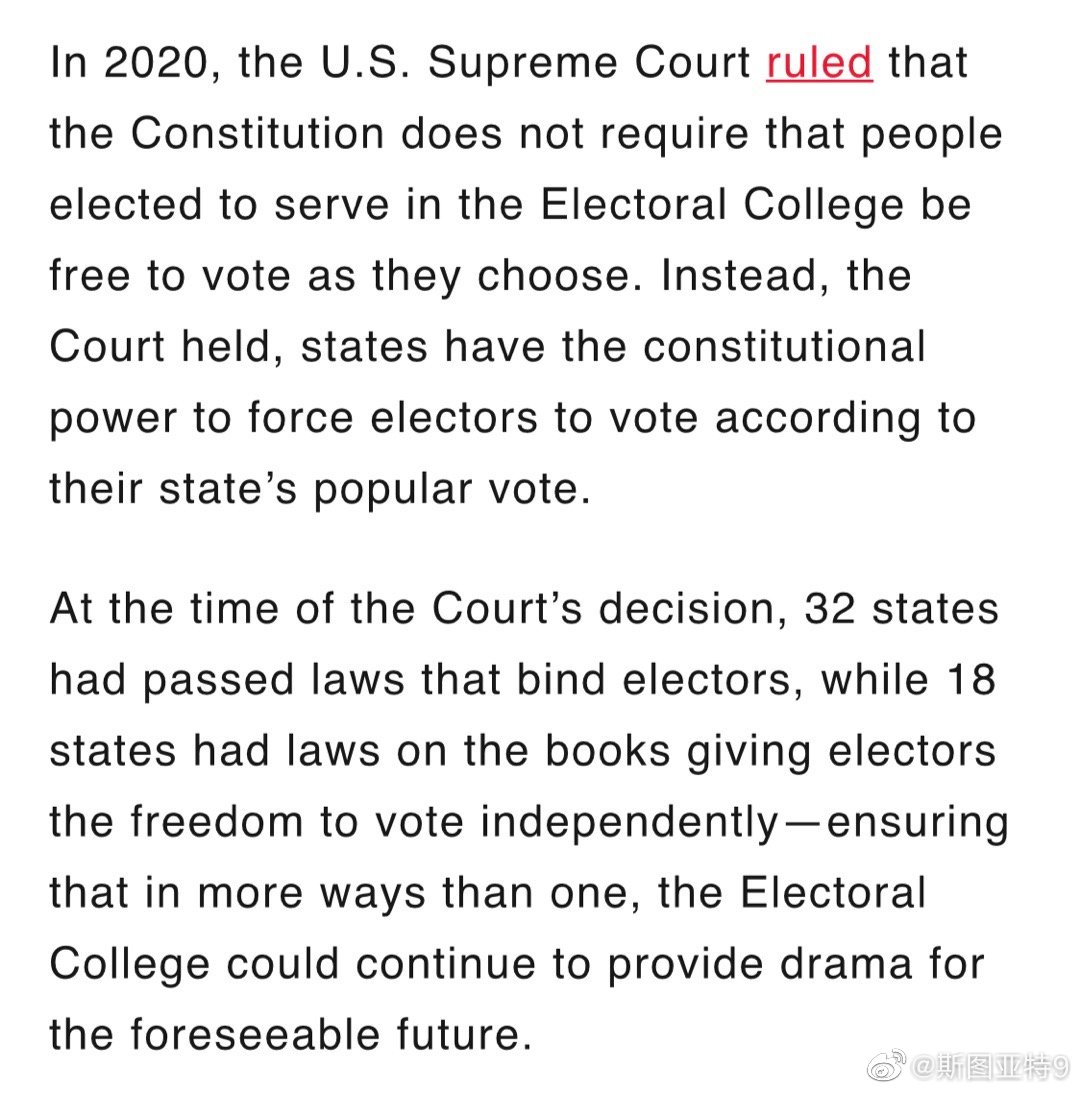 In 2020, the U.S. Supreme Court ruled that
the Constitution does not require that people
elected to serve in the Electoral College be
free to vote as they choose. Instead, the
Court held, states have the constitutional
power to force electors to vote according to
their state’s popular vote.
At the time of the Court’s decision, 32 states
had passed laws that bind electors, while 18
states had laws on the books giving electors
the freedom to vote independently—ensuring
that in more ways than one, the Electoral
College could continue to provide drama for
the foreseeable future.
@斯图亚特9